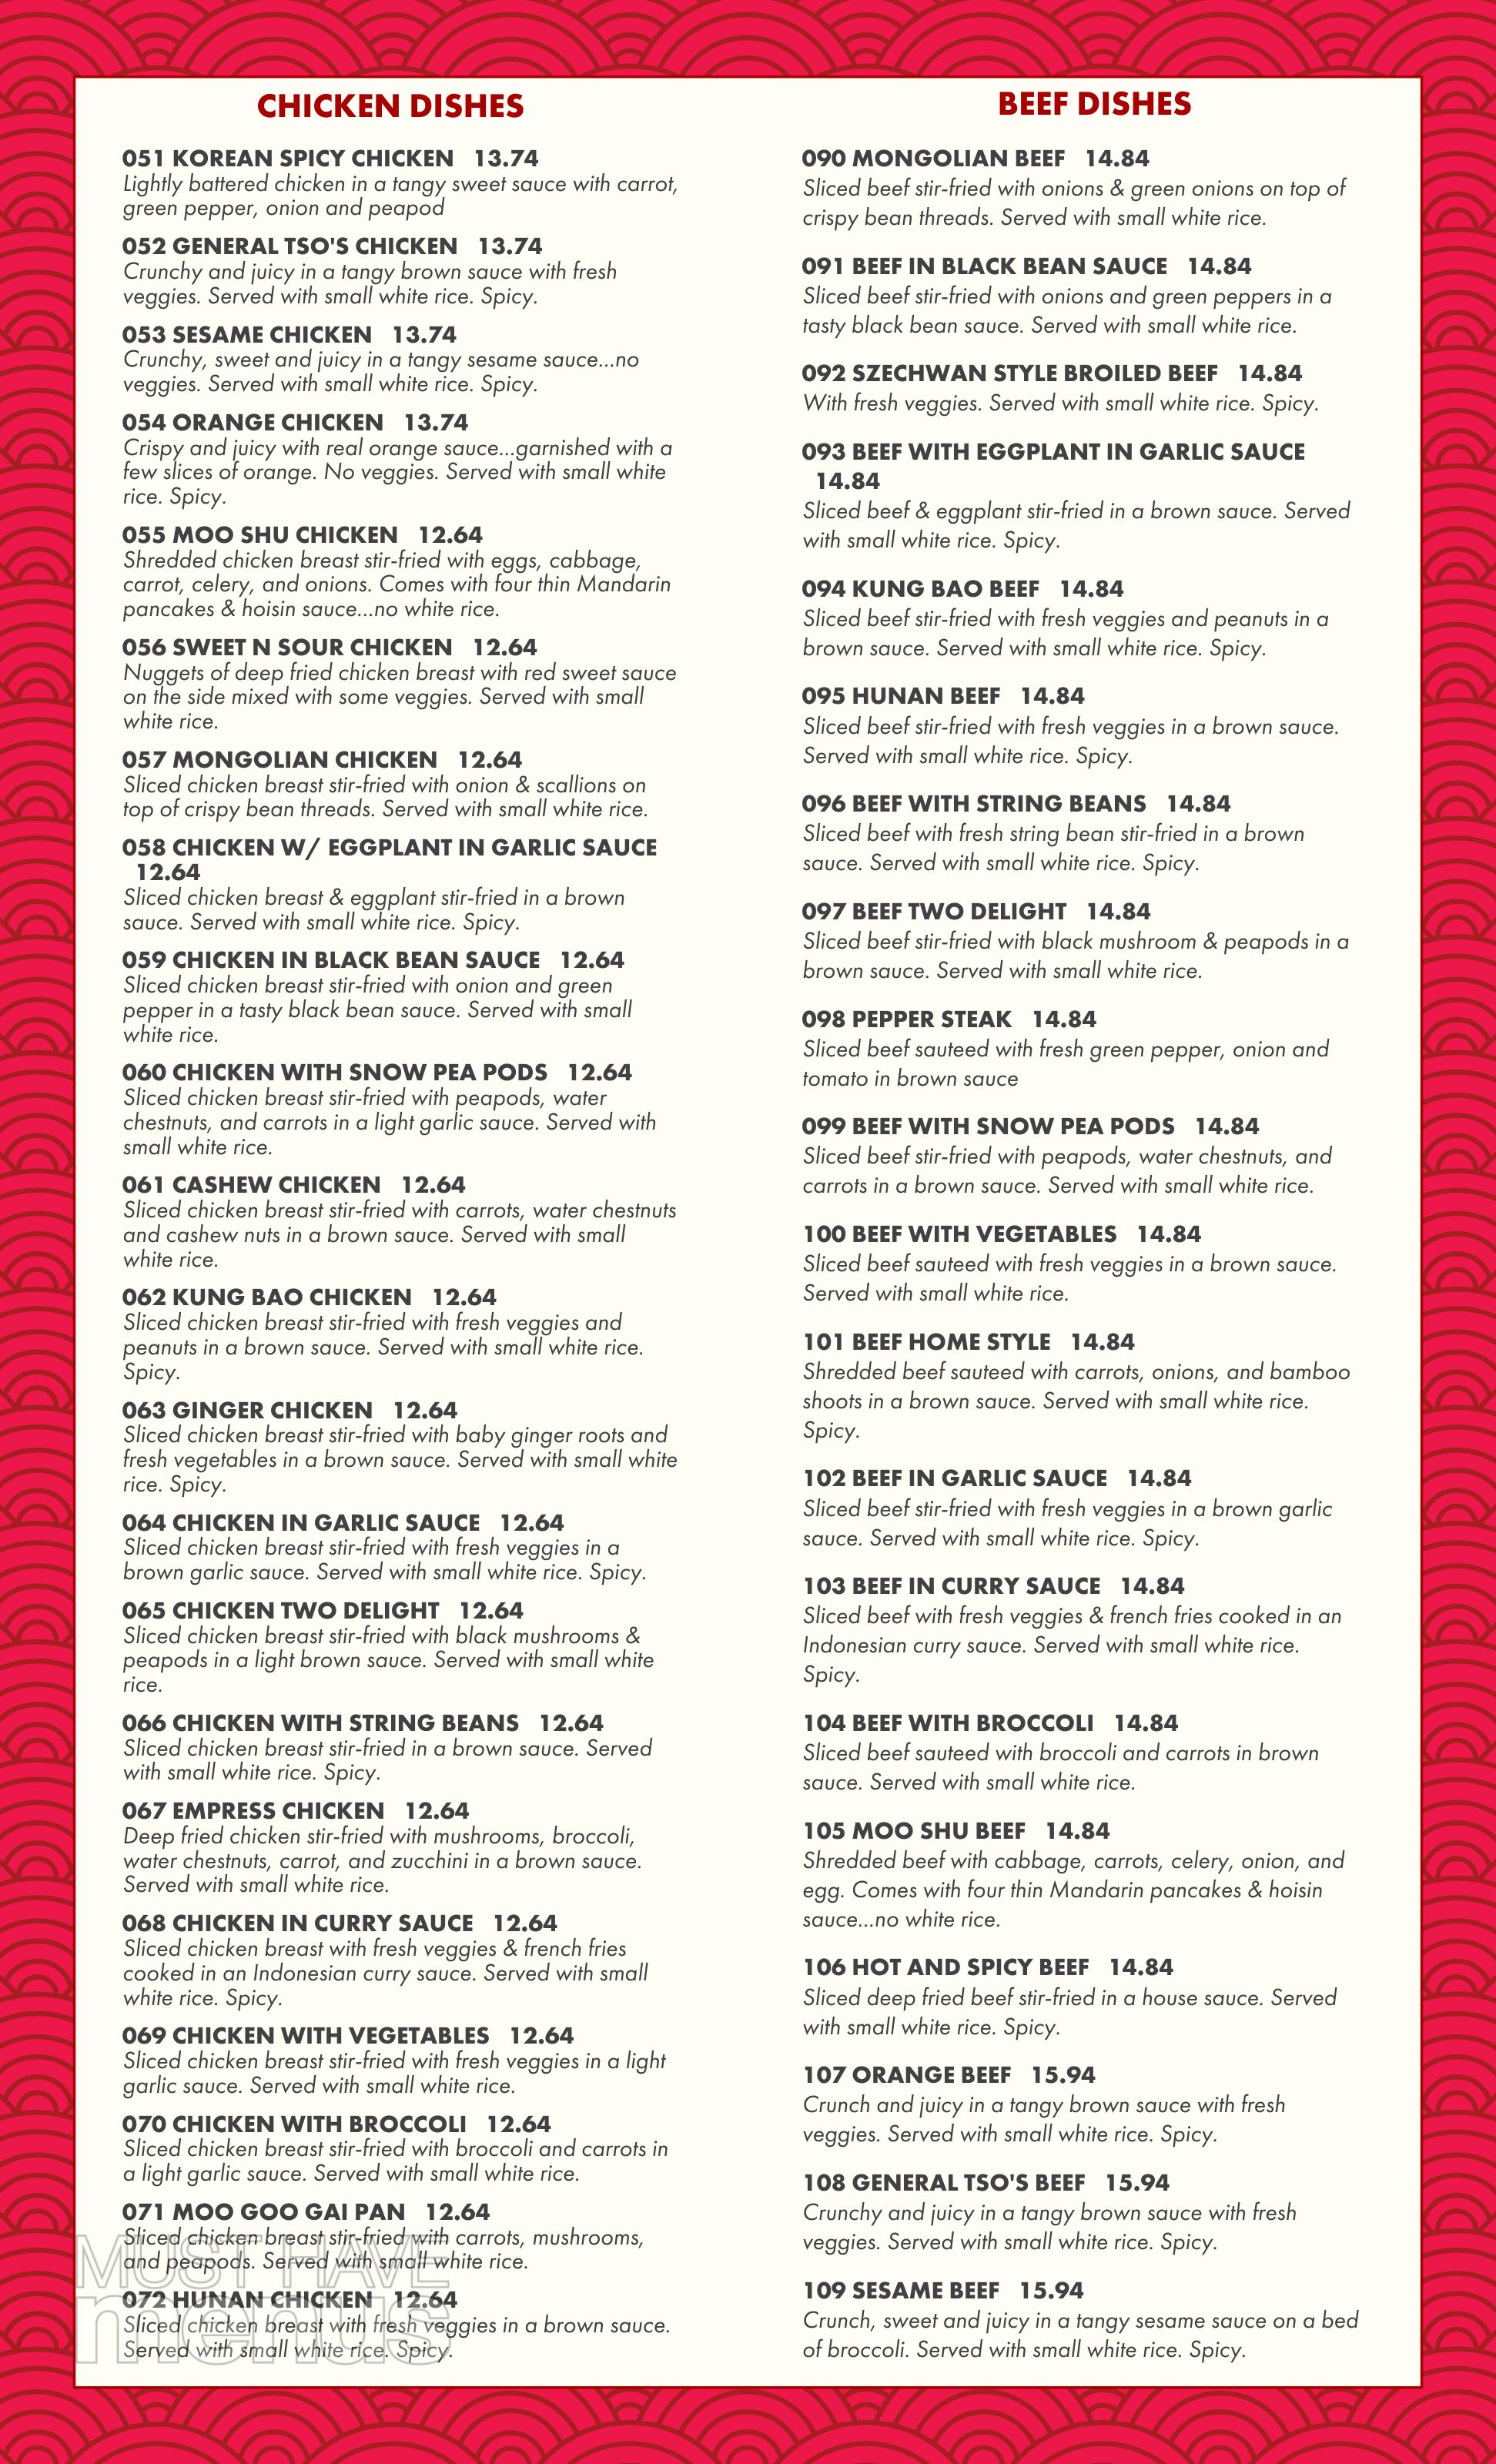 CHICKEN DISHES
051 KOREAN SPICY CHICKEN 13.74
Lightly battered chicken in a tangy sweet sauce with carrot,
green pepper, onion and peapod
052 GENERAL TSO'S CHICKEN 13.74
Crunchy and juicy in a tangy brown sauce with fresh
veggies. Served with small white rice. Spicy.
053 SESAME CHICKEN 13.74
Crunchy, sweet and juicy in a tangy sesame sauce...no
veggies. Served with small white rice. Spicy.
054 ORANGE CHICKEN 13.74
Crispy and juicy with real orange sauce...garnished with a
few slices of orange. No veggies. Served with small white
rice. Spicy.
055 MOO SHU CHICKEN 12.64
Shredded chicken breast stir-fried with eggs, cabbage,
carrot, celery, and onions. Comes with four thin Mandarin
pancakes & hoisin sauce...no white rice.
056 SWEET N SOUR CHICKEN 12.64
Nuggets of deep fried chicken breast with red sweet sauce
on the side mixed with some veggies. Served with small
white rice.
057 MONGOLIAN CHICKEN 12.64
Sliced chicken breast stir-fried with onion & scallions on
top of crispy bean threads. Served with small white rice.
058 CHICKEN W/ EGGPLANT IN GARLIC SAUCE
12.64
Sliced chicken breast & eggplant stir-fried in a brown
sauce. Served with small white rice. Spicy.
059 CHICKEN IN BLACK BEAN SAUCE 12.64
Sliced chicken breast stir-fried with onion and green
pepper in a tasty black bean sauce. Served with small
white rice.
060 CHICKEN WITH SNOW PEA PODS 12.64
Sliced chicken breast stir-fried with peapods, water
chestnuts, and carrots in a light garlic sauce. Served with
small white rice.
061 CASHEW CHICKEN 12.64
Sliced chicken breast stir-fried with carrots, water chestnuts
and cashew nuts in a brown sauce. Served with small
white rice.
062 KUNG BAO CHICKEN 12.64
Sliced chicken breast stir-fried with fresh veggies and
peanuts in a brown sauce. Served with small white rice.
Spicy.
063 GINGER CHICKEN 12.64
Sliced chicken breast stir-fried with baby ginger roots and
fresh vegetables in a brown sauce. Served with small white
rice. Spicy.
064 CHICKEN IN GARLIC SAUCE 12.64
Sliced chicken breast stir-fried with fresh veggies in a
brown garlic sauce. Served with small white rice. Spicy.
065 CHICKEN TWO DELIGHT 12.64
Sliced chicken breast stir-fried with black mushrooms &
peapods in a light brown sauce. Served with small white
rice.
066 CHICKEN WITH STRING BEANS 12.64
Sliced chicken breast stir-fried in a brown sauce. Served
with small white rice. Spicy.
067 EMPRESS CHICKEN 12.64
Deep fried chicken stir-fried with mushrooms, broccoli,
water chestnuts, carrot, and zucchini in a brown sauce.
Served with small white rice.
068 CHICKEN IN CURRY SAUCE 12.64
Sliced chicken breast with fresh veggies & french fries
cooked in an Indonesian curry sauce. Served with small
white rice. Spicy.
069 CHICKEN WITH VEGETABLES 12.64
Sliced chicken breast stir-fried with fresh veggies in a light
garlic sauce. Served with small white rice.
070 CHICKEN WITH BROCCOLI 12.64
Sliced chicken breast stir-fried with broccoli and carrots in
a light garlic sauce. Served with small white rice.
071 MOO GOO GAI PAN 12.64
Sliced chicken breast stir-fried with carrots, mushrooms,
and peapods. Served with small white rice.
072 HUNAN CHICKEN 12.64
Sliced chicken breast with fresh veggies in a brown sauce.
Served with small white rice. Spicy.
MUST HAVE
menus
BEEF DISHES
090 MONGOLIAN BEEF 14.84
Sliced beef stir-fried with onions & green onions on top of
crispy bean threads. Served with small white rice.
091 BEEF IN BLACK BEAN SAUCE 14.84
Sliced beef stir-fried with onions and green peppers in a
tasty black bean sauce. Served with small white rice.
092 SZECHWAN STYLE BROILED BEEF 14.84
With fresh veggies. Served with small white rice. Spicy.
093 BEEF WITH EGGPLANT IN GARLIC SAUCE
14.84
Sliced beef & eggplant stir-fried in a brown sauce. Served
with small white rice. Spicy.
094 KUNG BAO BEEF 14.84
Sliced beef stir-fried with fresh veggies and peanuts in a
brown sauce. Served with small white rice. Spicy.
095 HUNAN BEEF 14.84
Sliced beef stir-fried with fresh veggies in a brown sauce.
Served with small white rice. Spicy.
096 BEEF WITH STRING BEANS 14.84
Sliced beef with fresh string bean stir-fried in a brown
sauce. Served with small white rice. Spicy.
097 BEEF TWO DELIGHT 14.84
Sliced beef stir-fried with black mushroom & peapods in a
brown sauce. Served with small white rice.
098 PEPPER STEAK 14.84
Sliced beef sauteed with fresh green pepper, onion and
tomato in brown sauce
099 BEEF WITH SNOW PEA PODS 14.84
Sliced beef stir-fried with peapods, water chestnuts, and
carrots in a brown sauce. Served with small white rice.
100 BEEF WITH VEGETABLES 14.84
Sliced beef sauteed with fresh veggies in a brown sauce.
Served with small white rice.
101 BEEF HOME STYLE 14.84
Shredded beef sauteed with carrots, onions, and bamboo
shoots in a brown sauce. Served with small white rice.
Spicy.
102 BEEF IN GARLIC SAUCE 14.84
Sliced beef stir-fried with fresh veggies in a brown garlic
sauce. Served with small white rice. Spicy.
103 BEEF IN CURRY SAUCE 14.84
Sliced beef with fresh veggies & french fries cooked in an
Indonesian curry sauce. Served with small white rice.
Spicy.
104 BEEF WITH BROCCOLI 14.84
Sliced beef sauteed with broccoli and carrots in brown
sauce. Served with small white rice.
105 MOO SHU BEEF 14.84
Shredded beef with cabbage, carrots, celery, onion, and
egg. Comes with four thin Mandarin pancakes & hoisin
sauce...no white rice.
106 HOT AND SPICY BEEF 14.84
Sliced deep fried beef stir-fried in a house sauce. Served
with small white rice. Spicy.
107 ORANGE BEEF 15.94
Crunch and juicy in a tangy brown sauce with fresh
veggies. Served with small white rice. Spicy.
108 GENERAL TSO'S BEEF 15.94
Crunchy and juicy in a tangy brown sauce with fresh
veggies. Served with small white rice. Spicy.
109 SESAME BEEF 15.94
Crunch, sweet and juicy in a tangy sesame sauce on a bed
of broccoli. Served with small white rice. Spicy.